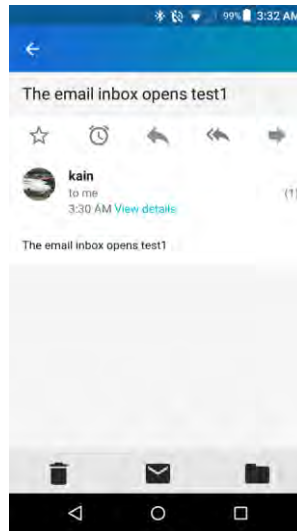 99% 3:32 AM
The email inbox opens test1
kain
to me
(1)
3:30 AM View details
The email inbox opens test1